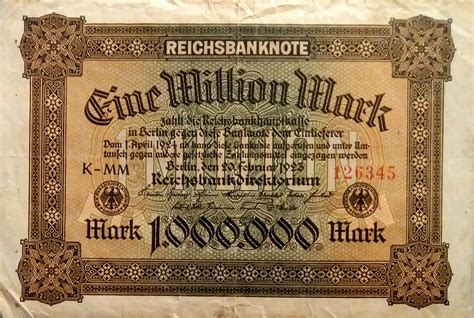 REICHSBANKNOTE
Eine Million Mark
zahlt die Reichsbankhauptkasse
in Berlin gegen diese Banknote dem Einlieferer
Vom 1. April 1924 ab kann diese Banknote aufgerufen und unter Um-
tausch gegen andere gesetzliche Zahlungsmittel eingezogen werden
Berlin, den 20. Februar 1923
K-MM Reichsbankdirektorium 126345
Mark 1.000.000 Mark